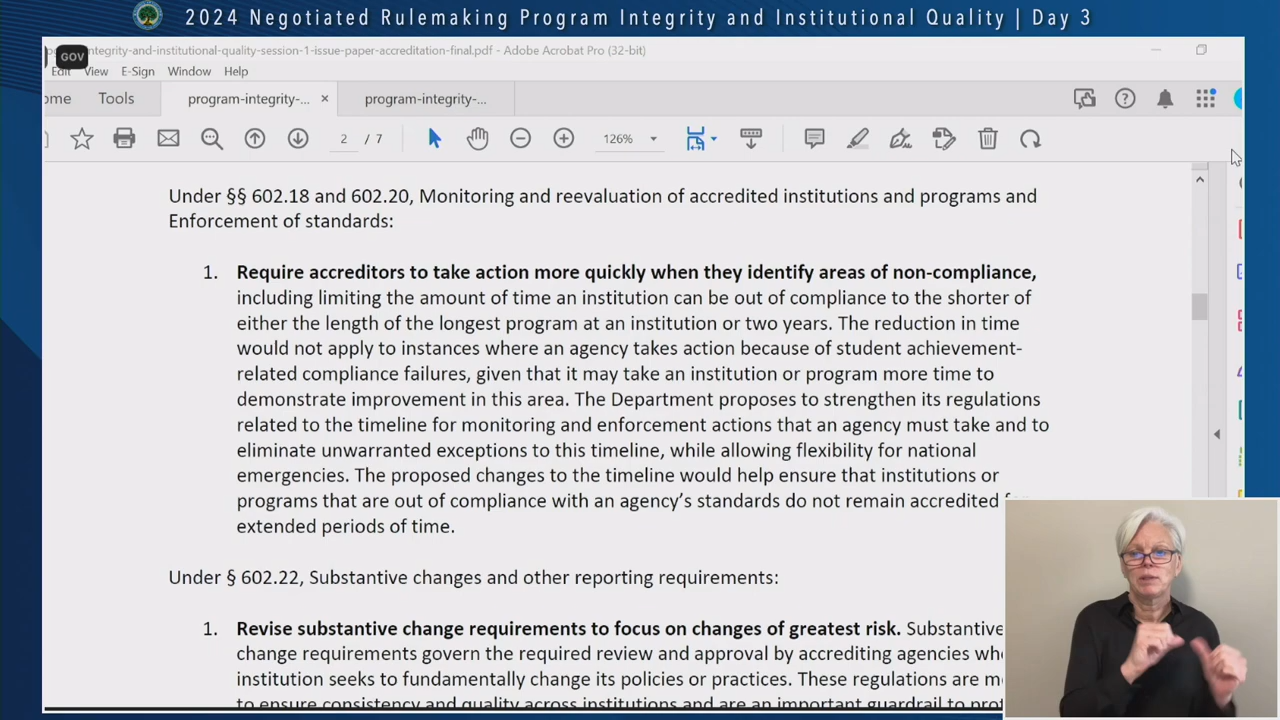 2024 Negotiated Rulemaking Program Integrity and Institutional Quality | Day 3
GOV
ntegrity-and-institutional-quality-session-1-issue-paper-accreditation-final.pdf - Adobe Acrobat Pro (32-bit)
Edit View E-Sign Window Help
ome Tools program-integrity-... × program-integrity-...
2 / 7 126%
Under §§ 602.18 and 602.20, Monitoring and reevaluation of accredited institutions and programs and
Enforcement of standards:
1. Require accreditors to take action more quickly when they identify areas of non-compliance,
including limiting the amount of time an institution can be out of compliance to the shorter of
either the length of the longest program at an institution or two years. The reduction in time
would not apply to instances where an agency takes action because of student achievement-
related compliance failures, given that it may take an institution or program more time to
demonstrate improvement in this area. The Department proposes to strengthen its regulations
related to the timeline for monitoring and enforcement actions that an agency must take and to
eliminate unwarranted exceptions to this timeline, while allowing flexibility for national
emergencies. The proposed changes to the timeline would help ensure that institutions or
programs that are out of compliance with an agency's standards do not remain accredited
extended periods of time.
Under § 602.22, Substantive changes and other reporting requirements:
1. Revise substantive change requirements to focus on changes of greatest risk. Substantive
change requirements govern the required review and approval by accrediting agencies
institution seeks to fundamentally change its policies or practices. These regulations are
to ensure consistency and quality across institutions and are an important guardrail to